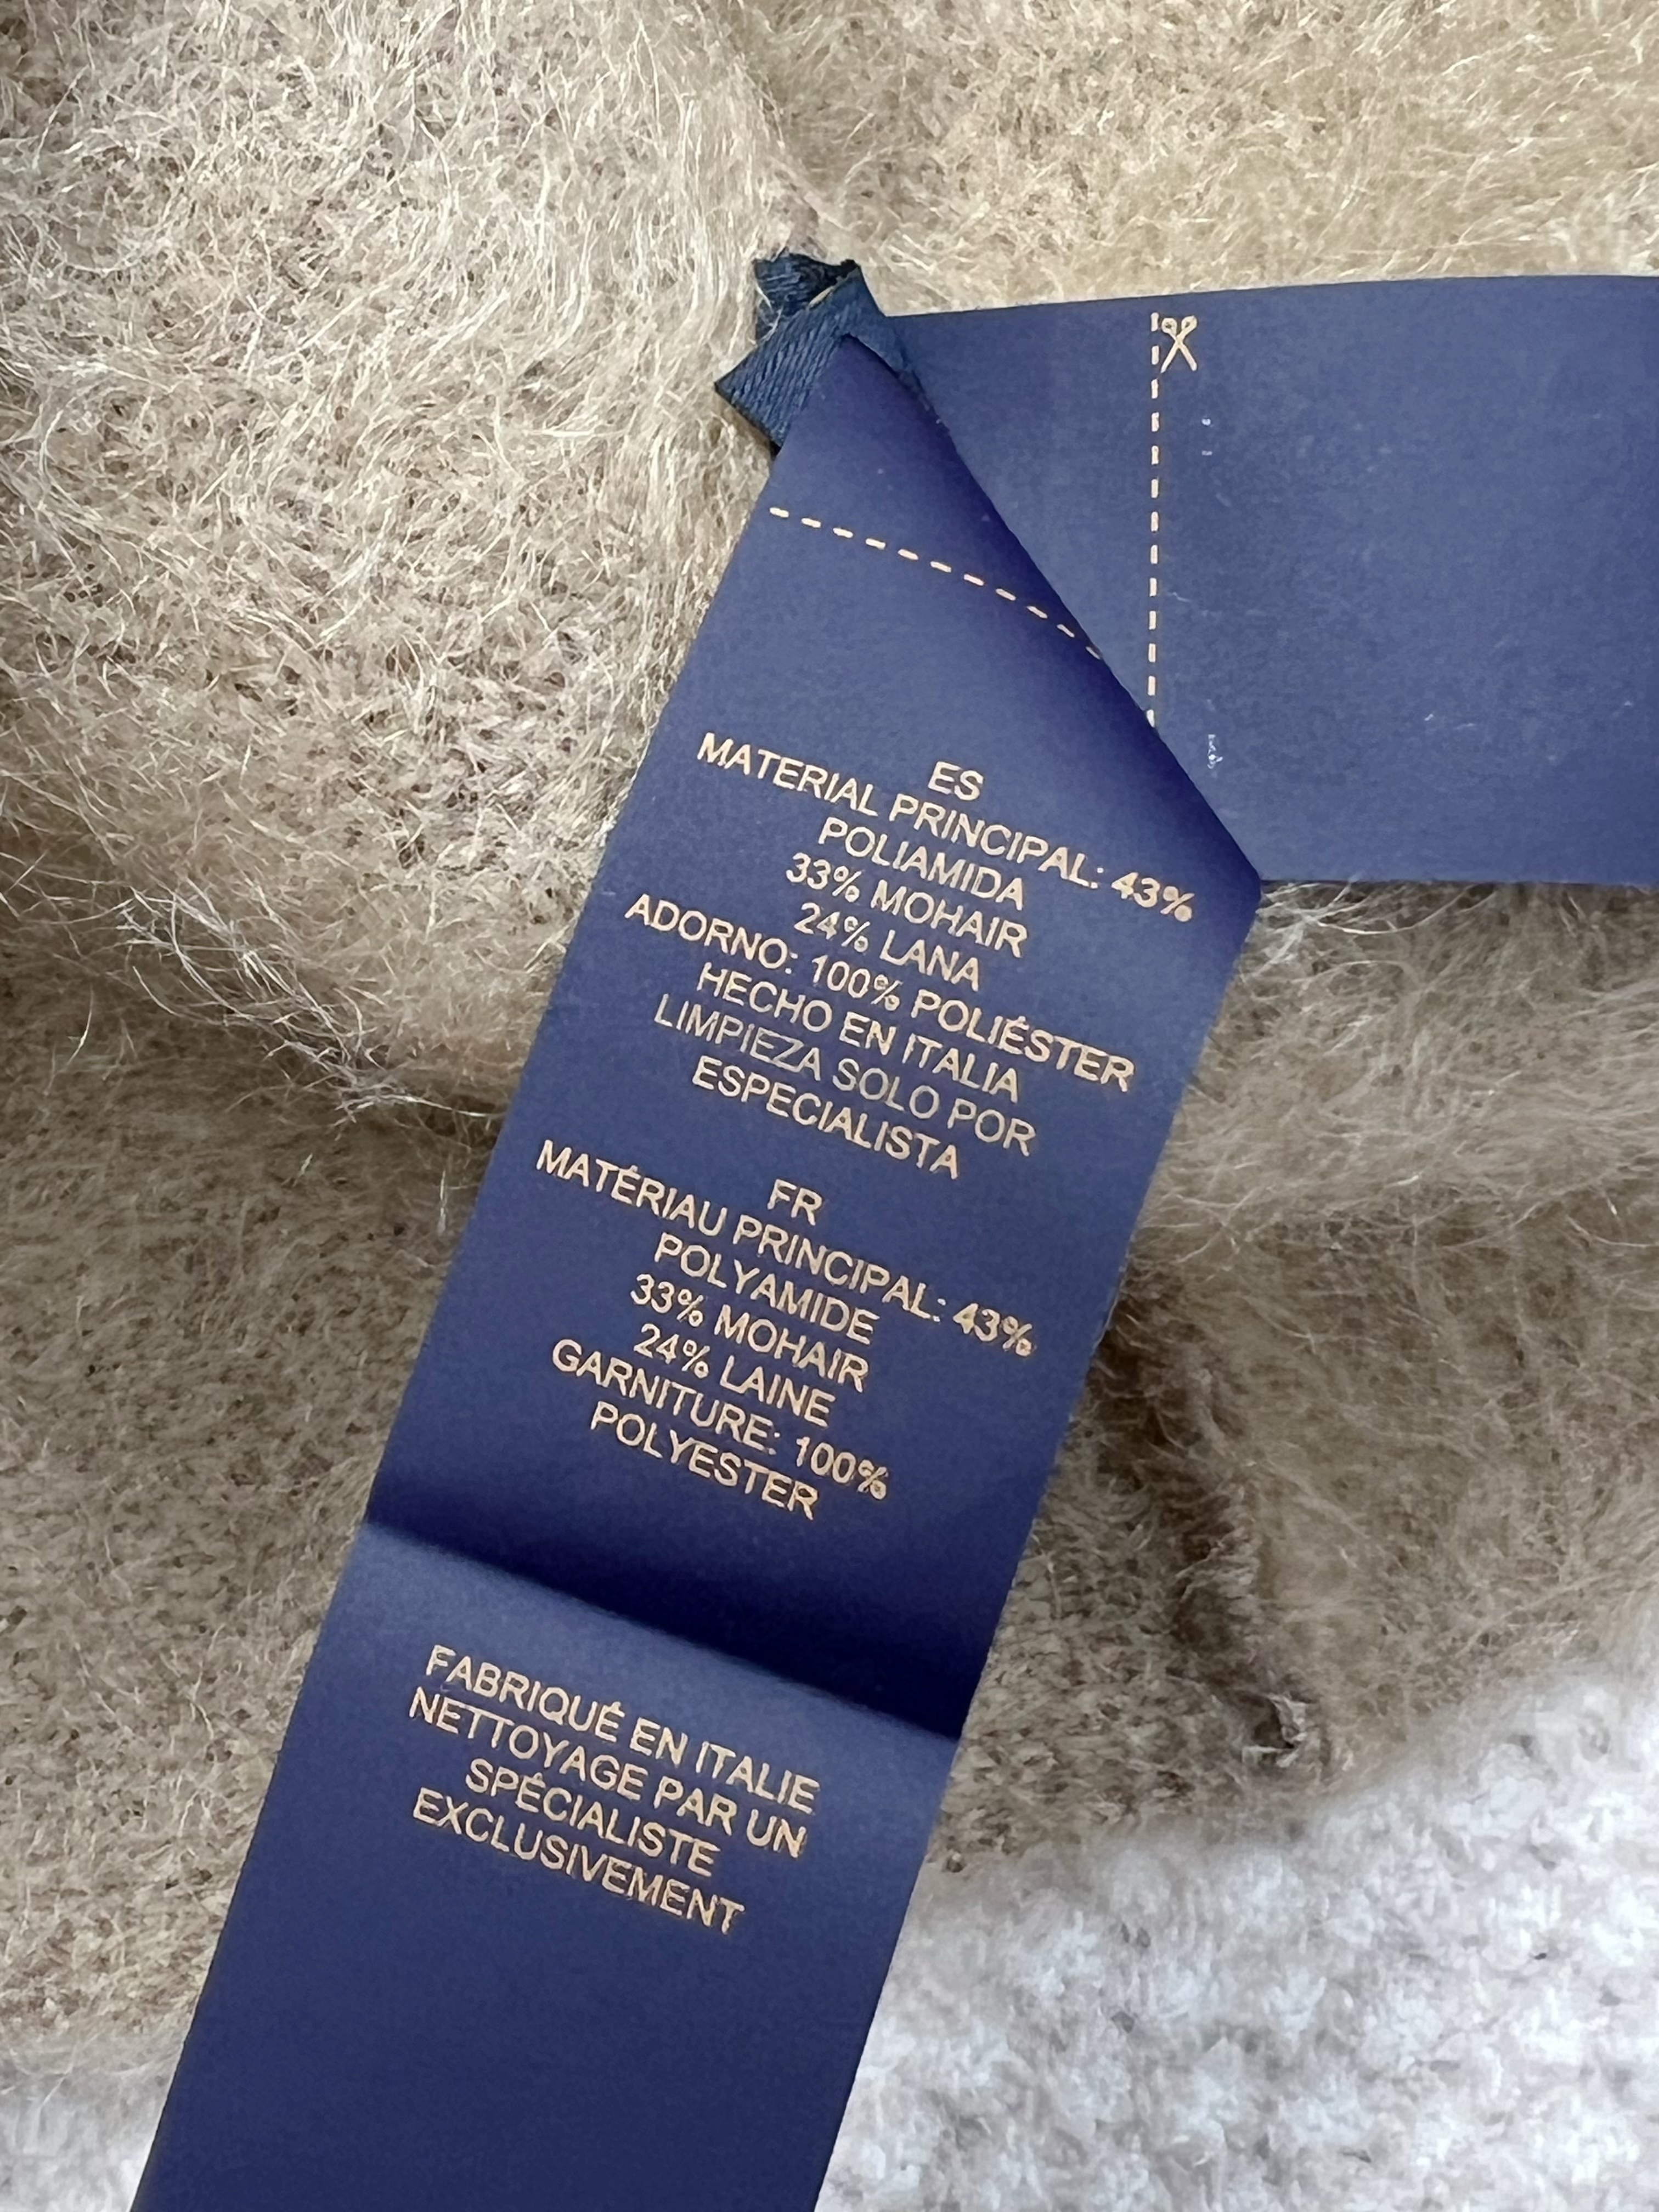 ES
MATERIAL PRINCIPAL: 43%
POLIAMIDA
33% MOHAIR
24% LANA
ADORNO: 100% POLIÉSTER
HECHO EN ITALIA
LIMPIEZA SOLO POR
ESPECIALISTA
FR
MATÉRIAU PRINCIPAL: 43%
POLYAMIDE
33% MOHAIR
24% LAINE
GARNITURE: 100%
POLYESTER
FABRIQUÉ EN ITALIE
NETTOYAGE PAR UN
SPÉCIALISTE
EXCLUSIVEMENT